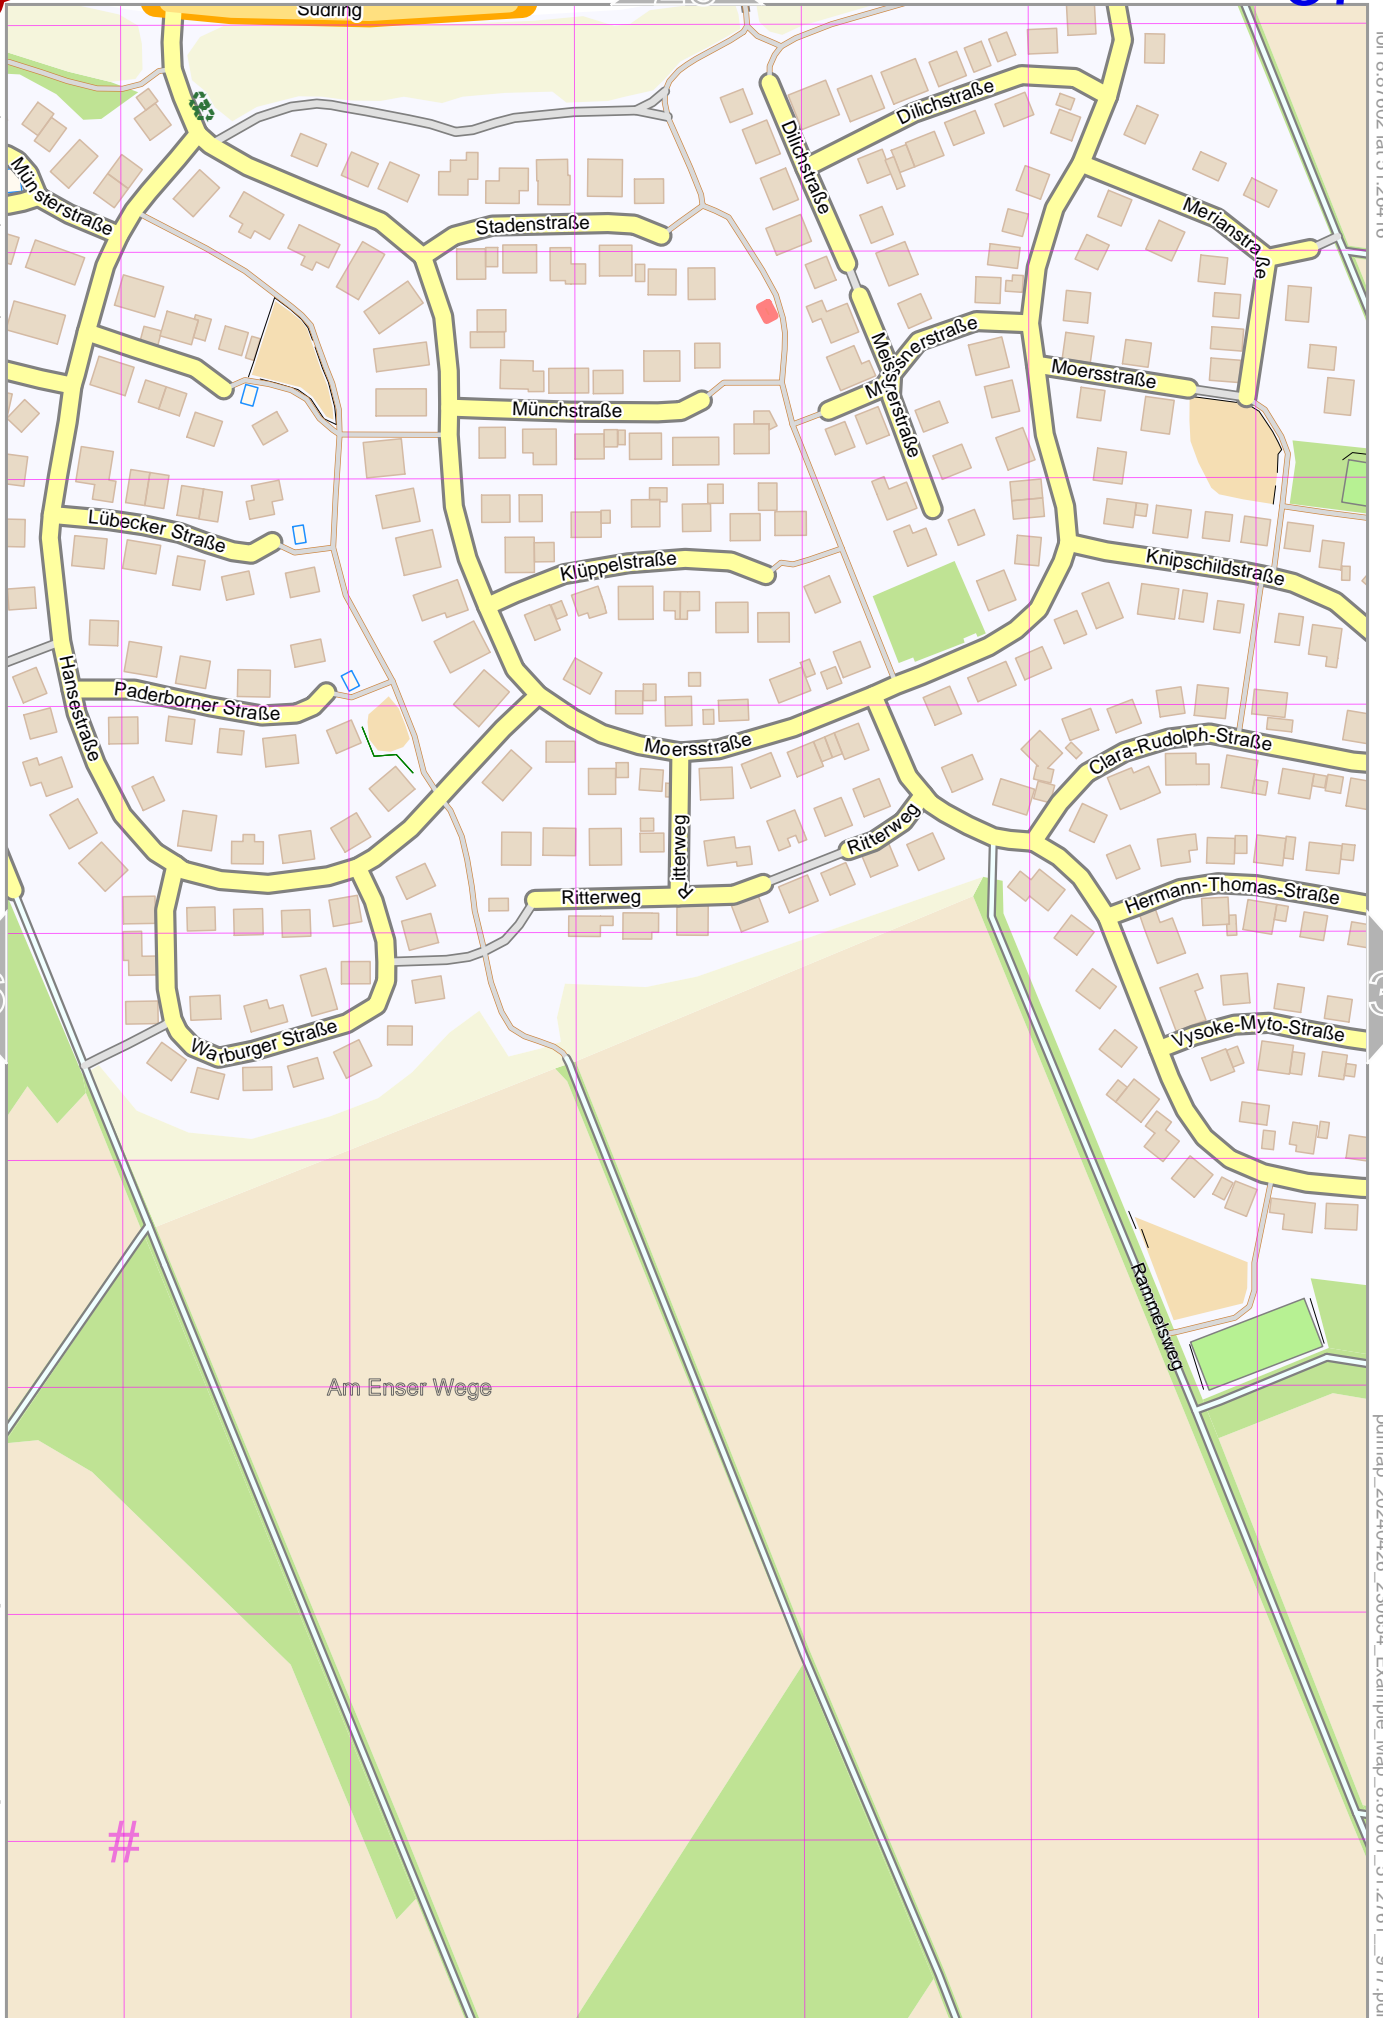 Südring
Dilichstraße
Dilichstraße
Münsterstraße
Merianstraße
Stadenstraße
Meissnerstraße
Meissnerstraße
Moersstraße
Münchstraße
Lübecker Straße
Klüppelstraße
Knipschildstraße
Hansestraße
Paderborner Straße
Moersstraße
Clara-Rudolph-Straße
Ritterweg
Ritterweg
Ritterweg
Hermann-Thomas-Straße
Warburger Straße
Vysoke-Myto-Straße
Rammelsweg
Am Enser Wege
#